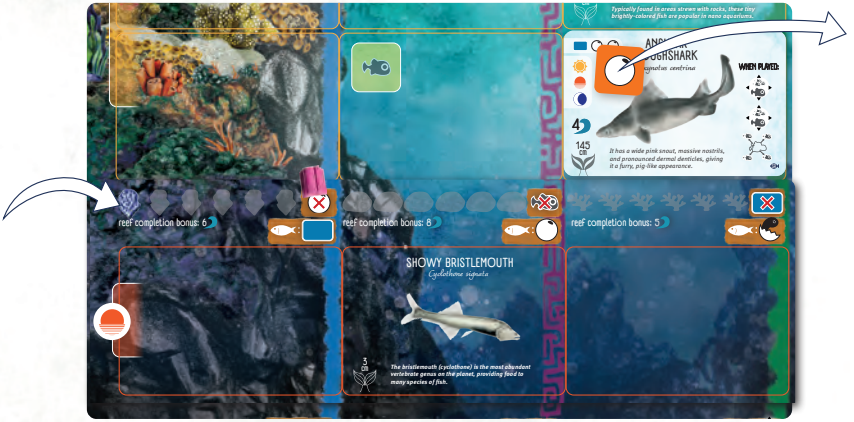 Typically found in areas strewn with rocks, these tiny
brightly-colored fish are popular in nano aquariums.
WHEN PLAYED:
centrina
4
145
cm
It has a wide pink snout, massive nostrils,
and pronounced dermal denticles, giving
it a furry, pig-like appearance.
reef completion bonus: 6
reef completion bonus: 8
reef completion bonus: 5
SHOWY BRISTLEMOUTH
Cyclothone signata
3
cm
The bristlemouth (cyclothone) is the most abundant
vertebrate genus on the planet, providing food to
many species of fish.